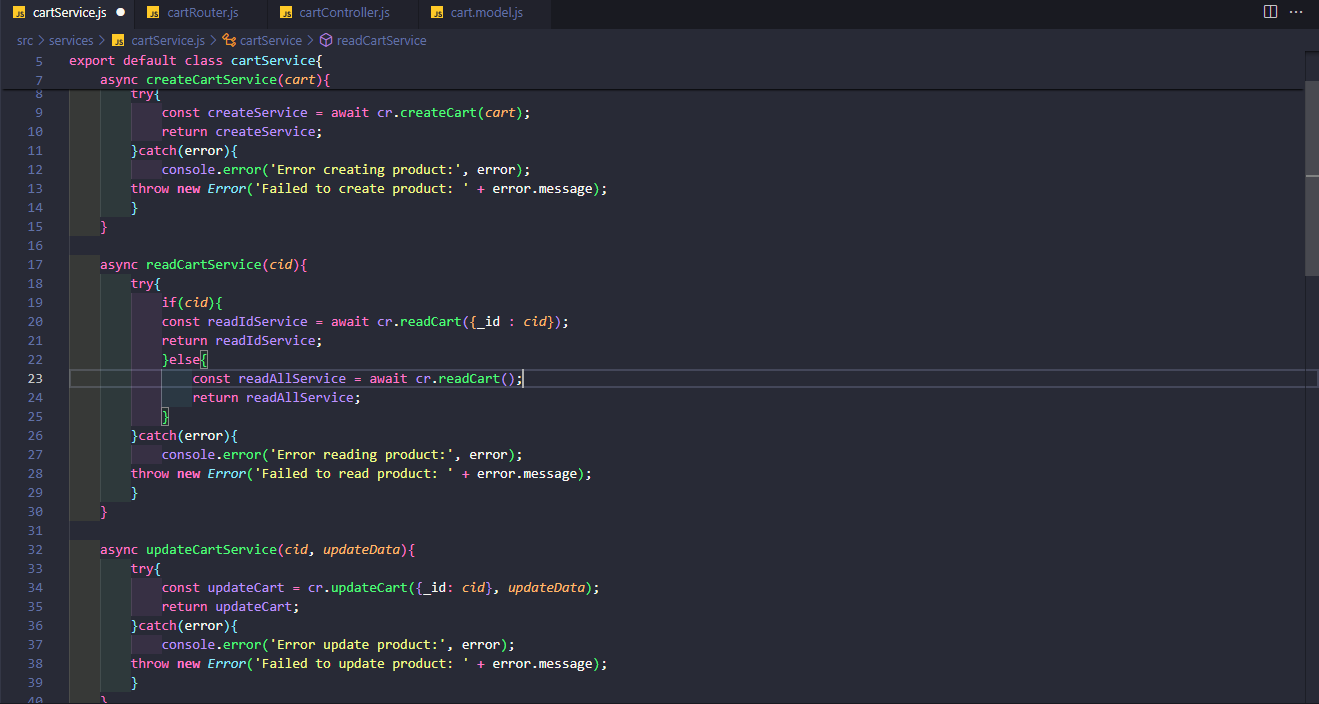 JS cartService.js ● JS cartRouter.js JS cartController.js JS cart.model.js ···
src > services > JS cartService.js > cartService > readCartService
5 export default class cartService{
7 async createCartService(cart){
8 try{
9 const createService = await cr.createCart(cart);
10 return createService;
11 }catch(error){
12 console.error('Error creating product:', error);
13 throw new Error('Failed to create product: ' + error.message);
14 }
15 }
16
17 async readCartService(cid){
18 try{
19 if(cid){
20 const readIdService = await cr.readCart({_id : cid});
21 return readIdService;
22 }else{
23 const readAllService = await cr.readCart();
24 return readAllService;
25 }
26 }catch(error){
27 console.error('Error reading product:', error);
28 throw new Error('Failed to read product: ' + error.message);
29 }
30 }
31
32 async updateCartService(cid, updateData){
33 try{
34 const updateCart = cr.updateCart({_id: cid}, updateData);
35 return updateCart;
36 }catch(error){
37 console.error('Error update product:', error);
38 throw new Error('Failed to update product: ' + error.message);
39 }
40 }